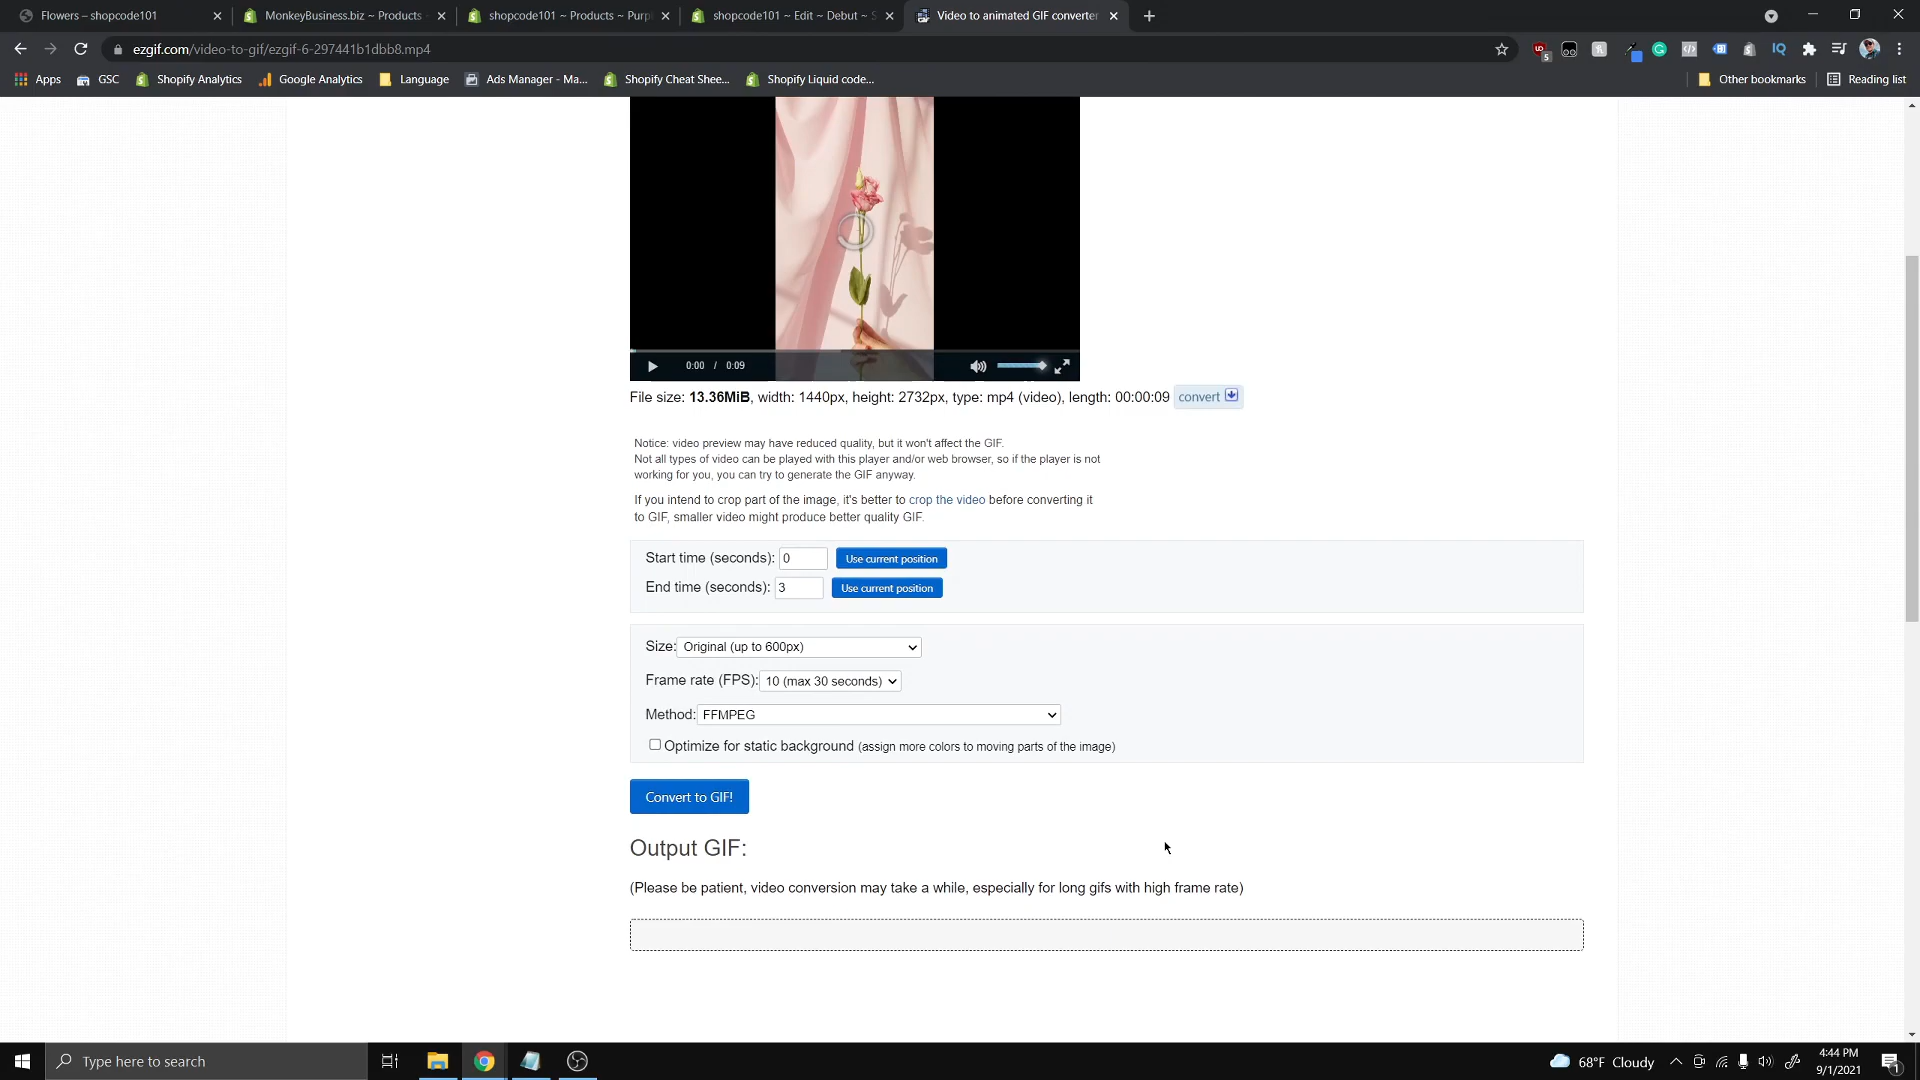 Flowers – shopcode101
MonkeyBusiness.biz ~ Products
shopcode101 ~ Products ~ Purp
shopcode101 ~ Edit ~ Debut ~ S
Video to animated GIF converter
ezgif.com/video-to-gif/ezgif-6-297441b1dbb8.mp4
Apps
GSC
Shopify Analytics
Google Analytics
Language
Ads Manager - Ma...
Shopify Cheat Shee...
Shopify Liquid code...
Other bookmarks
Reading list
0:00 / 0:09
File size: 13.36MiB, width: 1440px, height: 2732px, type: mp4 (video), length: 00:00:09 convert
Notice: video preview may have reduced quality, but it won't affect the GIF.
Not all types of video can be played with this player and/or web browser, so if the player is not
working for you, you can try to generate the GIF anyway.
If you intend to crop part of the image, it's better to crop the video before converting it
to GIF, smaller video might produce better quality GIF.
Start time (seconds): 0 Use current position
End time (seconds): 3 Use current position
Size: Original (up to 600px)
Frame rate (FPS): 10 (max 30 seconds)
Method: FFMPEG
Optimize for static background (assign more colors to moving parts of the image)
Convert to GIF!
Output GIF:
(Please be patient, video conversion may take a while, especially for long gifs with high frame rate)
Type here to search
68°F Cloudy
4:44 PM
9/1/2021